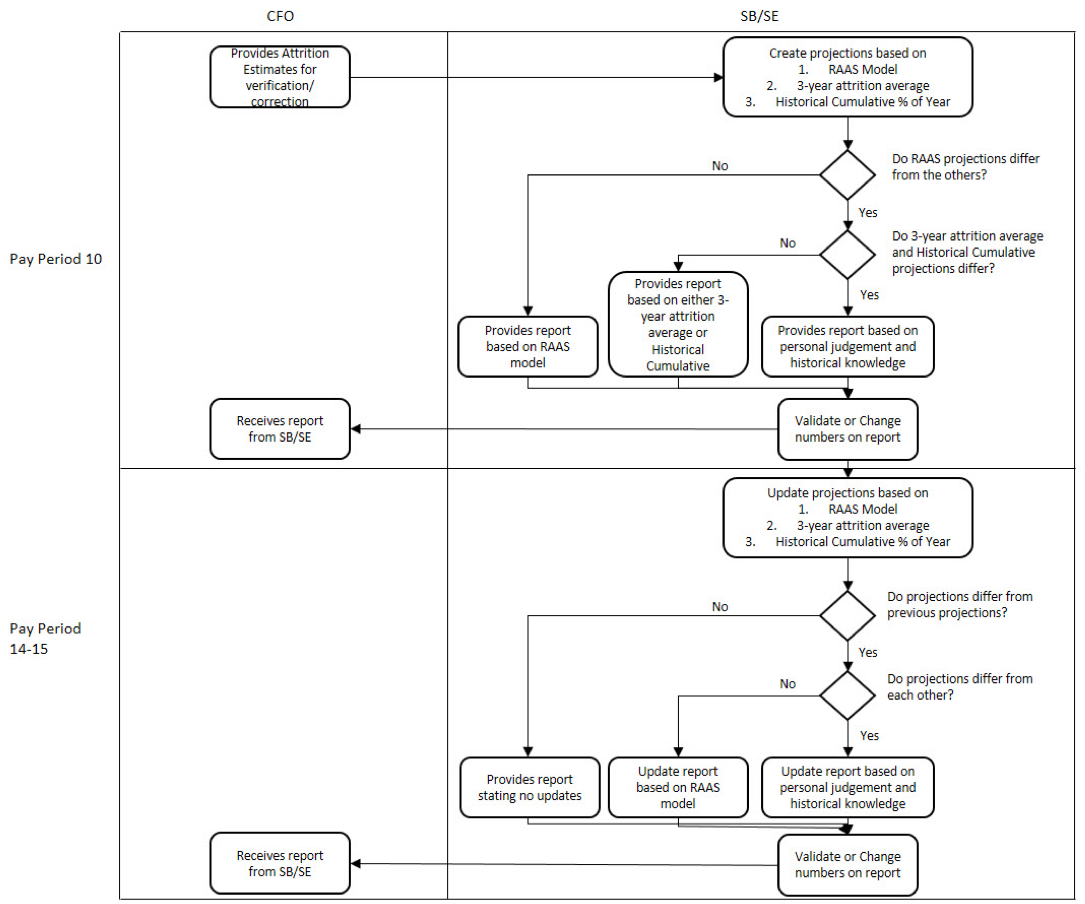 CFO
SB/SE
Pay Period 10
Provides Attrition
Estimates for
verification/
correction
Create projections based on
1. RAAS Model
2. 3-year attrition average
3. Historical Cumulative % of Year
Do RAAS projections differ
from the others?
No
Yes
Do 3-year attrition average
and Historical Cumulative
projections differ?
No
Yes
Provides report
based on RAAS
model
Provides report
based on either 3-
year attrition
average or
Historical
Cumulative
Provides report based on
personal judgement and
historical knowledge
Receives report
from SB/SE
Validate or Change
numbers on report
Pay Period
14-15
Update projections based on
1. RAAS Model
2. 3-year attrition average
3. Historical Cumulative % of Year
Do projections differ from
previous projections?
No
Yes
Do projections differ from
each other?
No
Yes
Provides report
stating no updates
Update report
based on RAAS
model
Update report based on
personal judgement and
historical knowledge
Receives report
from SB/SE
Validate or Change
numbers on report